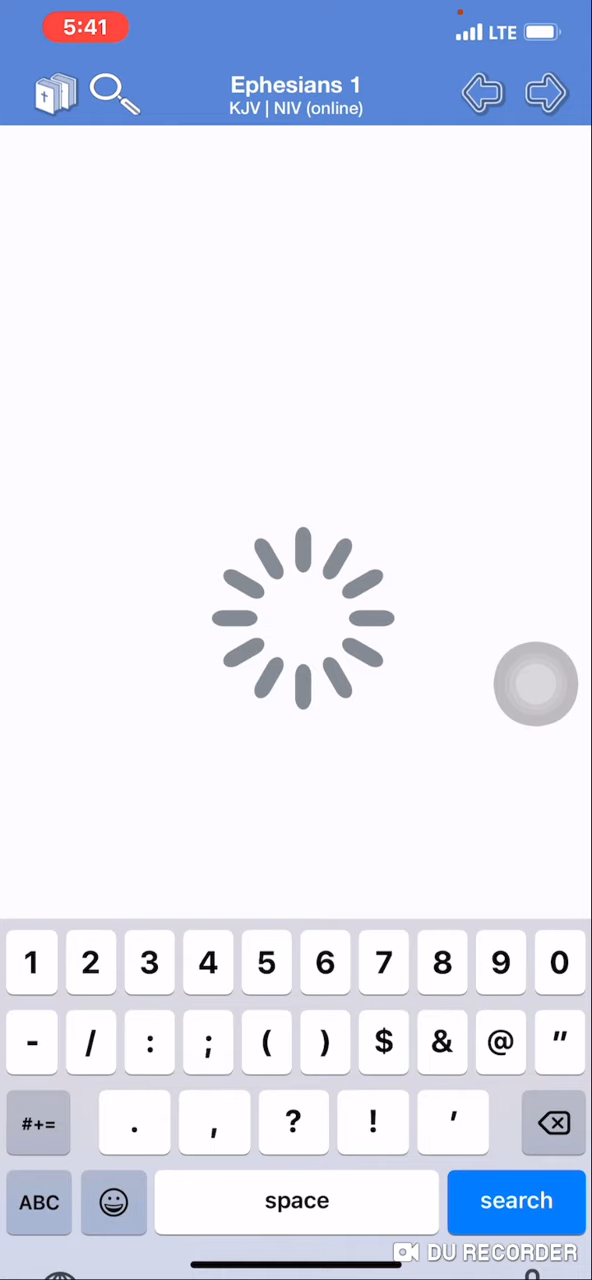 5:41
LTE
Ephesians 1
KJV | NIV (online)
1 2 3 4 5 6 7 8 9 0
- / : ; ( ) $ & @ "
#+= . , ? ! '
ABC space search
DU RECORDER